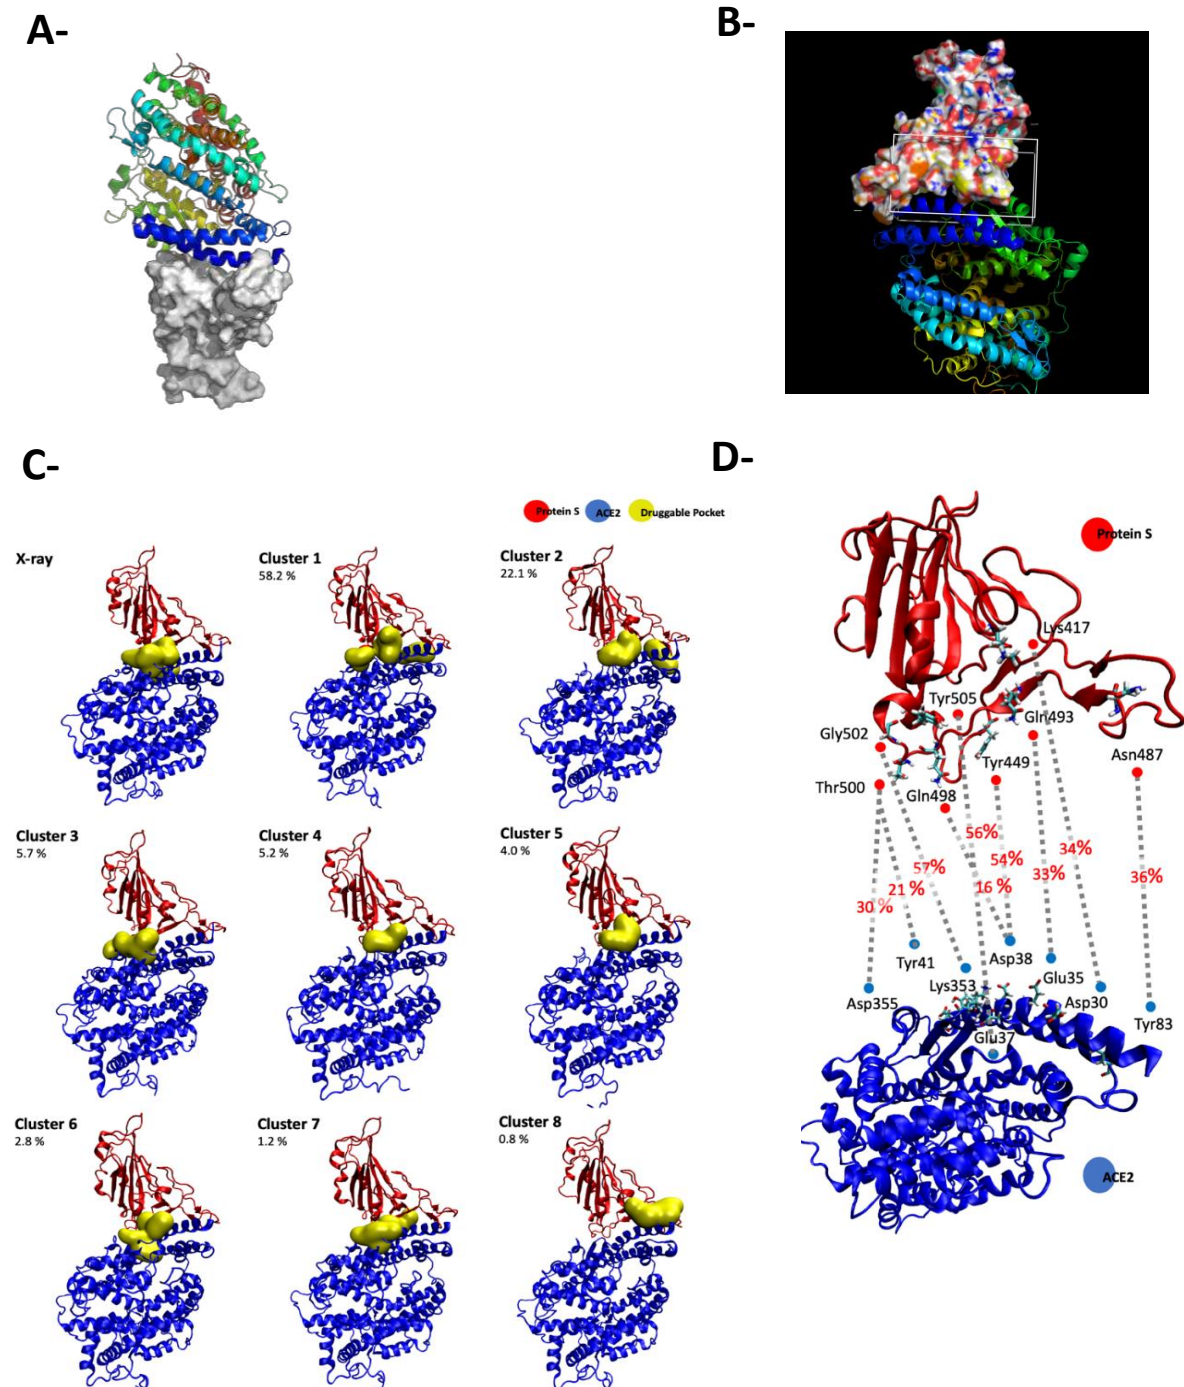 A-
B-
C-
D-
Protein S
ACE2
Druggable Pocket
X-ray
Cluster 1
58.2 %
Cluster 2
22.1 %
Cluster 3
5.7 %
Cluster 4
5.2 %
Cluster 5
4.0 %
Cluster 6
2.8 %
Cluster 7
1.2 %
Cluster 8
0.8 %
Protein S
Lys417
Tyr505
Gln493
Gly502
Tyr449
Asn487
Thr500
Gln498
56%
54%
34%
57%
33%
36%
21 %
16 %
30 %
Tyr41
Asp38
Lys353
Glu35
Asp355
Asp30
Tyr83
Glu37
ACE2